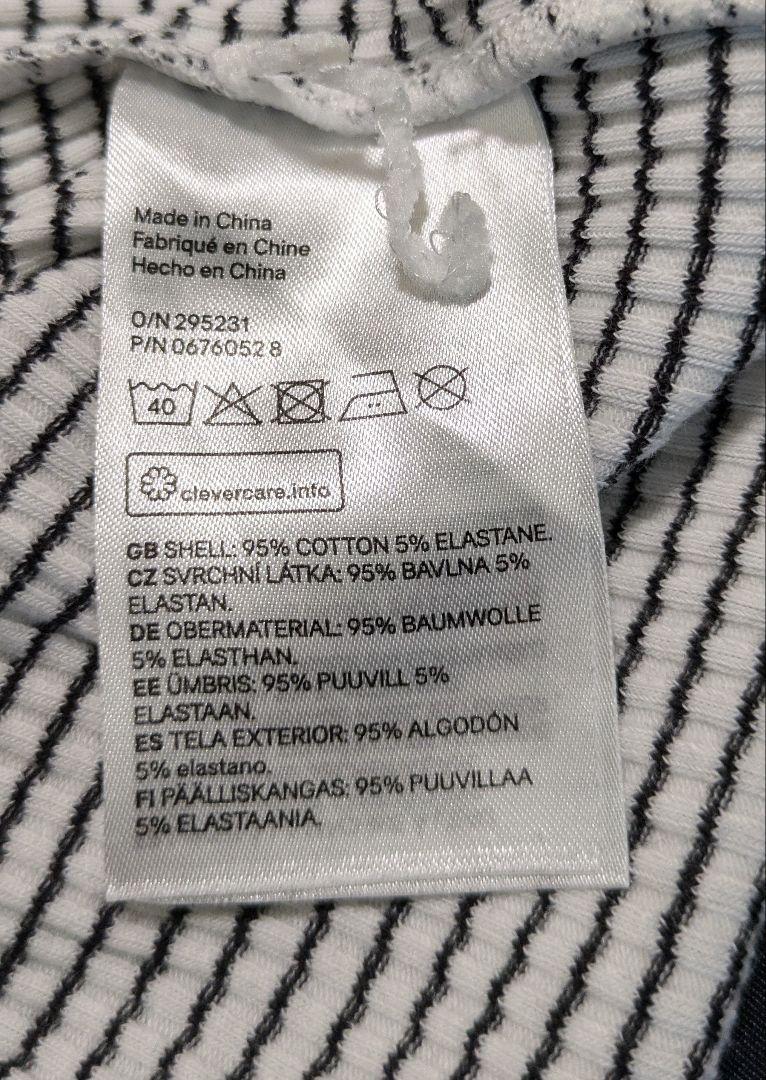 Made in China
Fabriqué en Chine
Hecho en China
O/N 295231
P/N 0676052 8
40
clevercare.info
GB SHELL: 95% COTTON 5% ELASTANE.
CZ SVRCHNÍ LÁTKA: 95% BAVLNA 5%
ELASTAN.
DE OBERMATERIAL: 95% BAUMWOLLE
5% ELASTHAN.
EE ÜMBRIS: 95% PUUVILL 5%
ELASTAAN.
ES TELA EXTERIOR: 95% ALGODÓN
5% elastano.
FI PÄÄLLISKANGAS: 95% PUUVILLAA
5% ELASTAANIA.